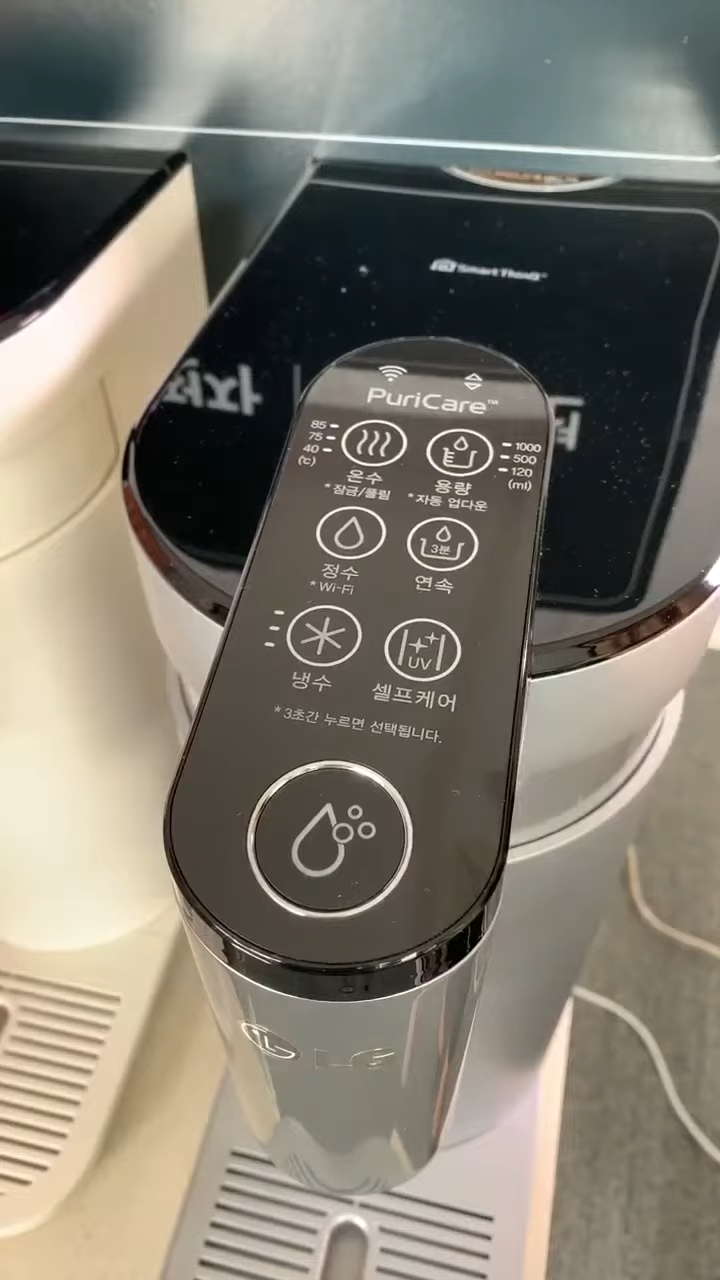 SmartThinQ™
PuriCare™
85
75
40
(℃)
온수
*잠금/풀림
1000
500
120
(ml)
용량
*자동 업다운
정수
*Wi-Fi
3분
연속
냉수
UV
셀프케어
*3초간 누르면 선택됩니다.
LG